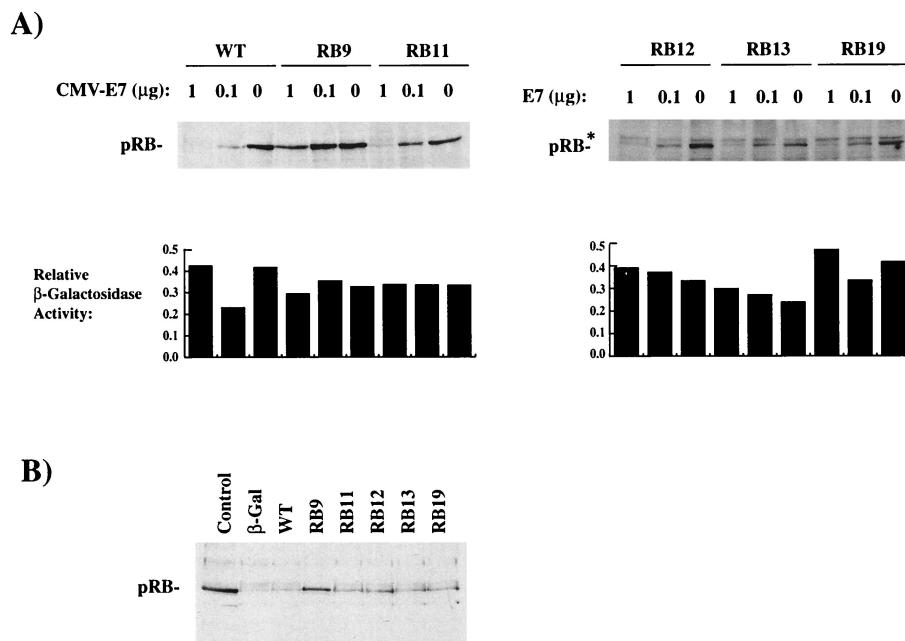 A)
WT RB9 RB11
CMV-E7 (µg): 1 0.1 0 1 0.1 0 1 0.1 0
pRB-
RB12 RB13 RB19
E7 (µg): 1 0.1 0 1 0.1 0 1 0.1 0
pRB-*
Relative
β-Galactosidase
Activity:
0.5
0.4
0.3
0.2
0.1
0.0
0.5
0.4
0.3
0.2
0.1
0.0
B)
Control β-Gal WT RB9 RB11 RB12 RB13 RB19
pRB-